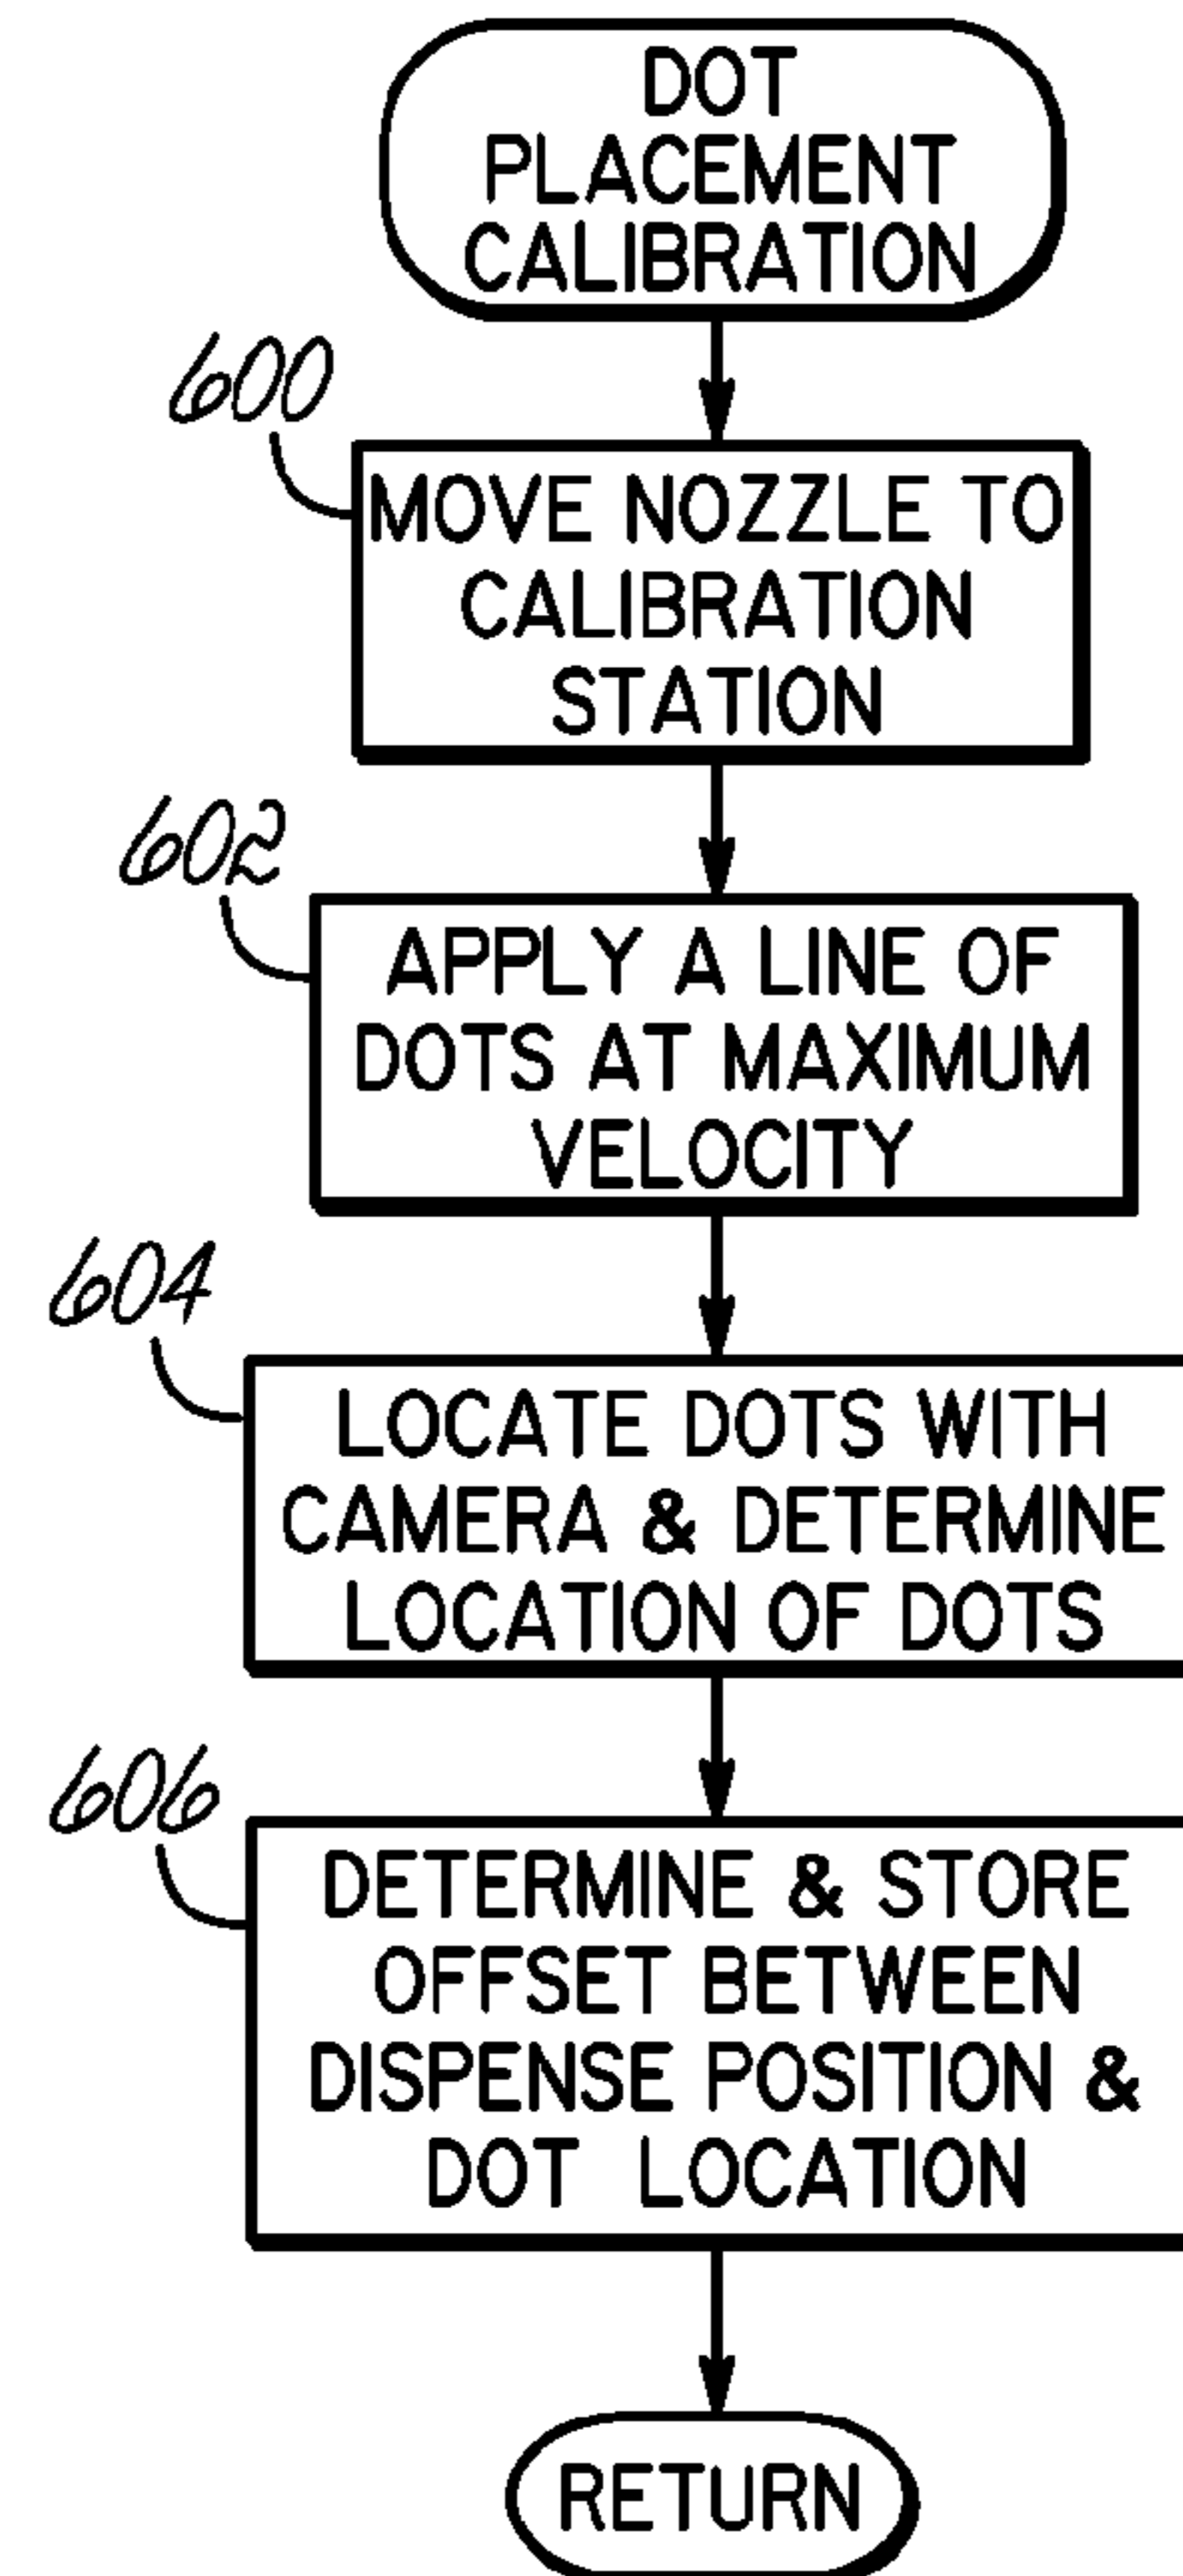 DOT
PLACEMENT
CALIBRATION
600
MOVE NOZZLE TO
CALIBRATION
STATION
602
APPLY A LINE OF
DOTS AT MAXIMUM
VELOCITY
604
LOCATE DOTS WITH
CAMERA & DETERMINE
LOCATION OF DOTS
606
DETERMINE & STORE
OFFSET BETWEEN
DISPENSE POSITION &
DOT LOCATION
RETURN